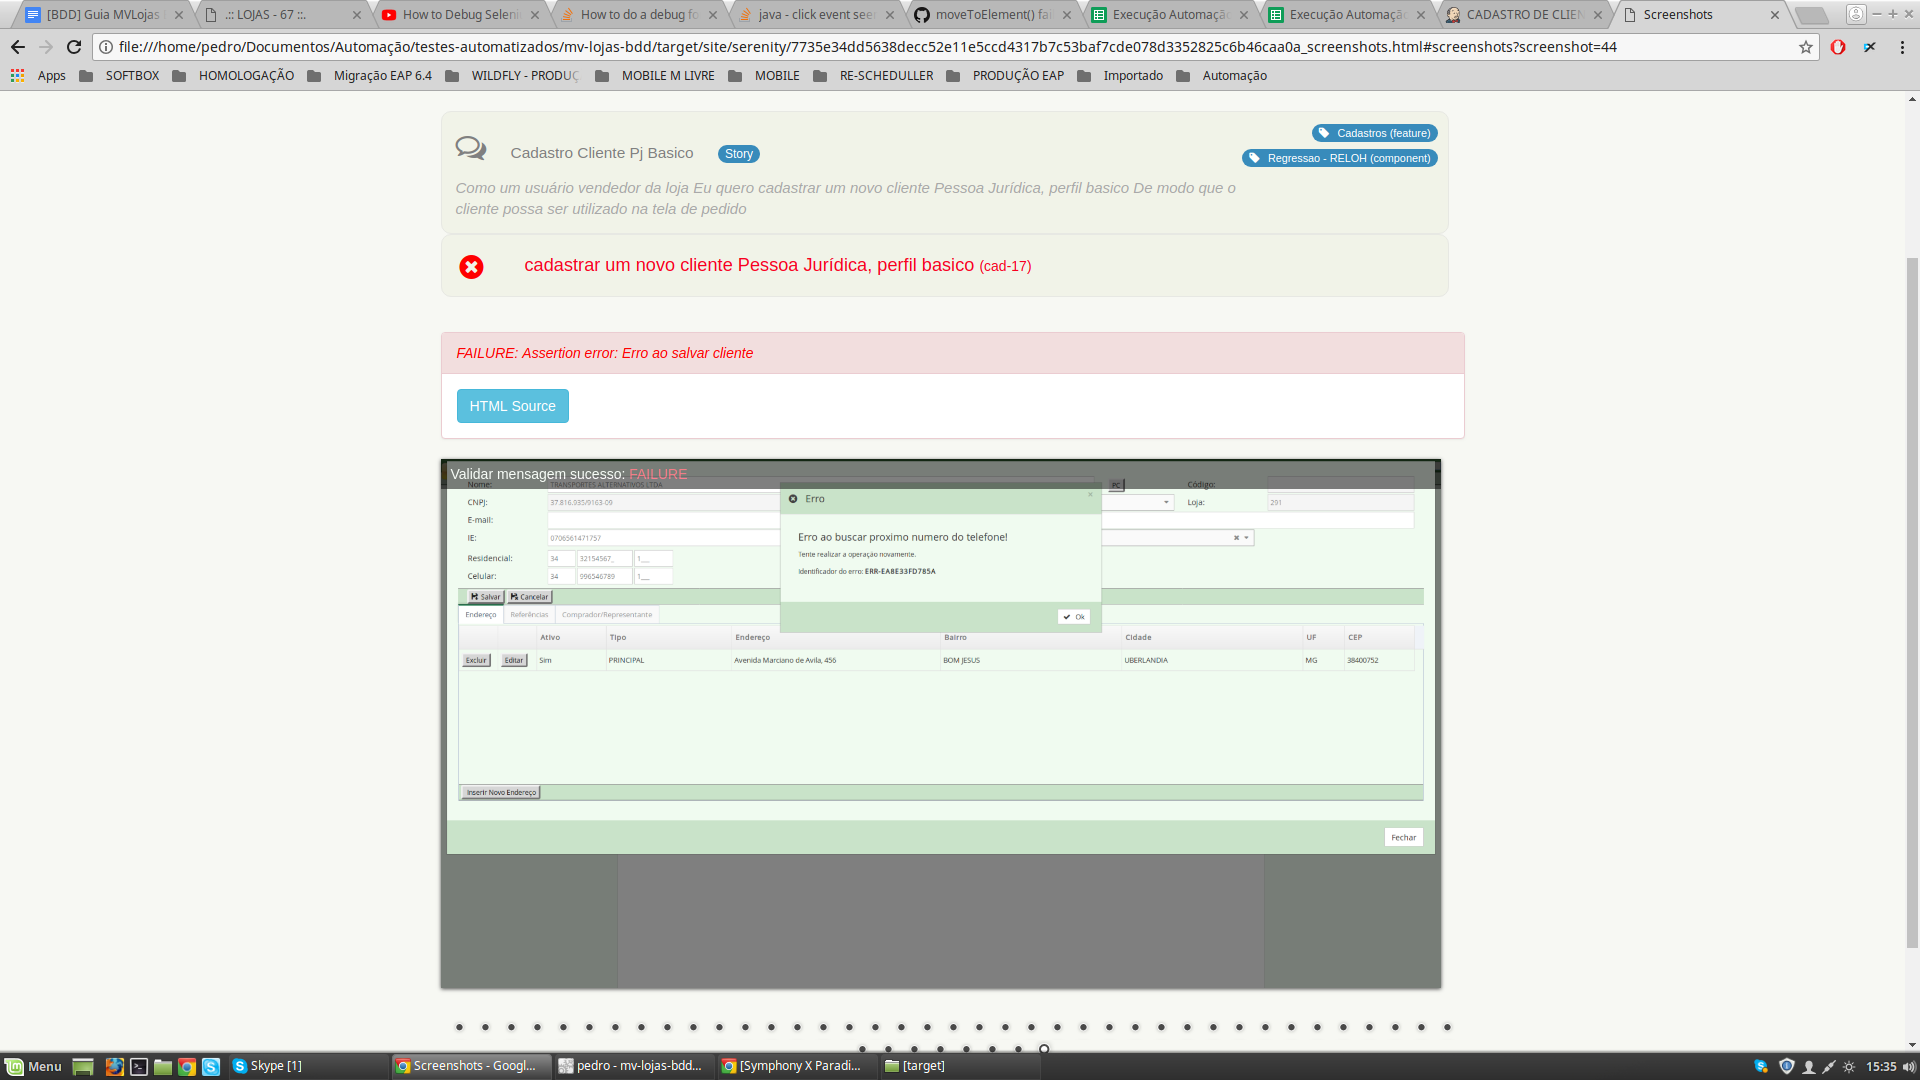 [BDD] Guia MVLojas
.:: LOJAS - 67 ::.
How to Debug Seleni
How to do a debug fo
java - click event see
moveToElement() fai
Execução Automação
Execução Automação
CADASTRO DE CLIEN
Screenshots
file:///home/pedro/Documentos/Automação/testes-automatizados/mv-lojas-bdd/target/site/serenity/7735e34dd5638decc52e11e5ccd4317b7c53baf7cde078d3352825c6b46caa0a_screenshots.html#screenshots?screenshot=44
Apps
SOFTBOX
HOMOLOGAÇÃO
Migração EAP 6.4
WILDFLY - PRODUÇ
MOBILE M LIVRE
MOBILE
RE-SCHEDULLER
PRODUÇÃO EAP
Importado
Automação
Cadastro Cliente Pj Basico
Story
Cadastros (feature)
Regressao - RELOH (component)
Como um usuário vendedor da loja Eu quero cadastrar um novo cliente Pessoa Jurídica, perfil basico De modo que o
cliente possa ser utilizado na tela de pedido
cadastrar um novo cliente Pessoa Jurídica, perfil basico (cad-17)
FAILURE: Assertion error: Erro ao salvar cliente
HTML Source
Validar mensagem sucesso: FAILURE
Nome: TRANSPORTES ALTERNATIVOS LTDA PC Código:
CNPJ: 37.816.935/9163-09 Loja: 291
E-mail:
IE: 0706561471757
Residencial: 34 32154567_ 1___
Celular: 34 996546789 1___
Erro
Erro ao buscar proximo numero do telefone!
Tente realizar a operação novamente.
Identificador do erro: ERR-EA8E33FD785A
Ok
Salvar Cancelar
Endereço Referências Comprador/Representante
Ativo Tipo Endereço Bairro Cidade UF CEP
Excluir Editar Sim PRINCIPAL Avenida Marciano de Avila, 456 BOM JESUS UBERLANDIA MG 38400752
Inserir Novo Endereço
Fechar
Menu
Skype [1]
Screenshots - Googl...
pedro - mv-lojas-bdd...
[Symphony X Paradi...
[target]
15:35